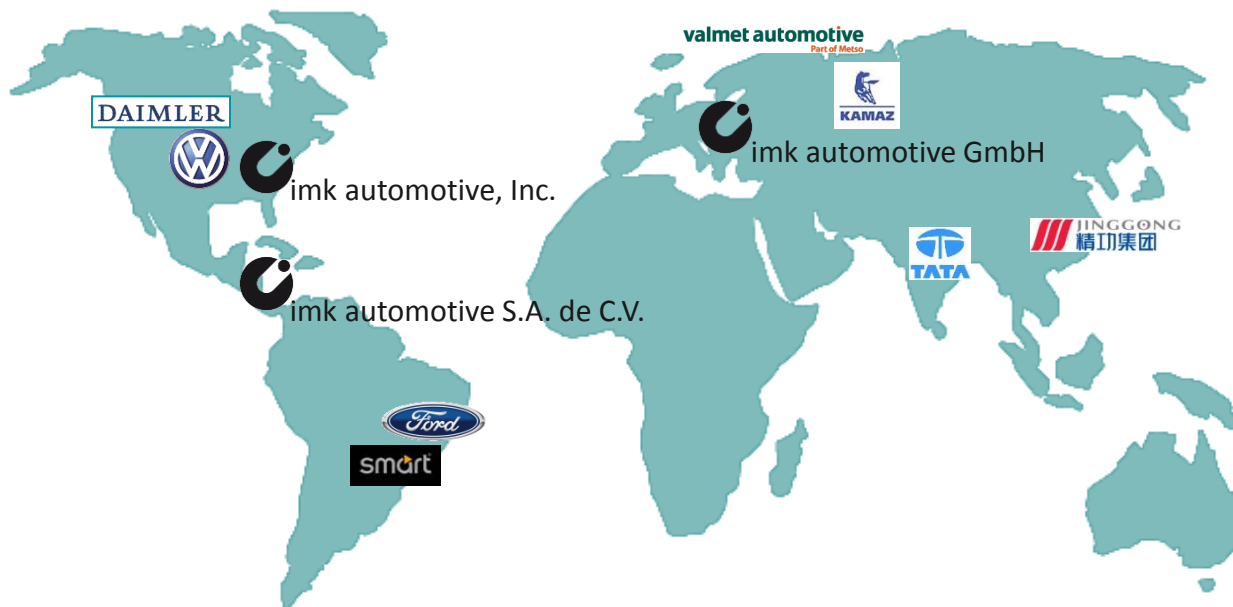 valmet automotive
Part of Metso
KAMAZ
DAIMLER
VW
imk automotive GmbH
imk automotive, Inc.
JINGGONG
精功集团
TATA
imk automotive S.A. de C.V.
Ford
smart